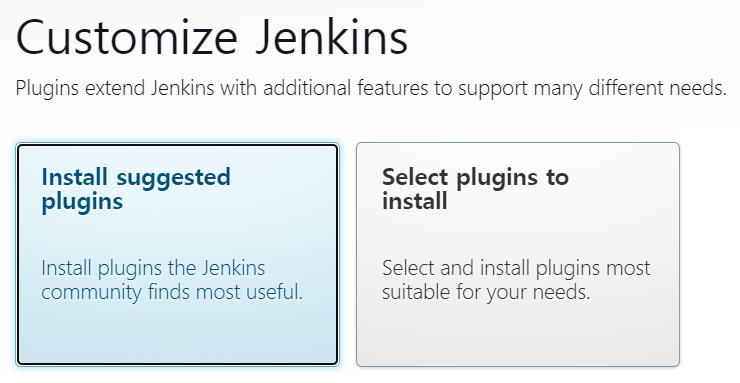 Customize Jenkins
Plugins extend Jenkins with additional features to support many different needs.
Install suggested
plugins
Install plugins the Jenkins
community finds most useful.
Select plugins to
install
Select and install plugins most
suitable for your needs.